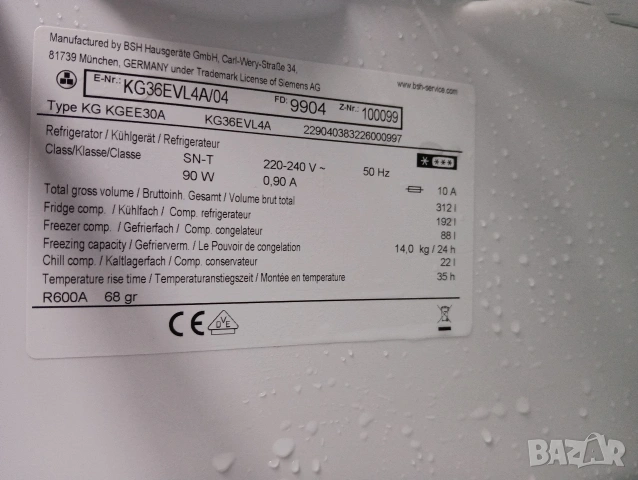 Manufactured by BSH Hausgeräte GmbH, Carl-Wery-Straße 34,
81739 München, GERMANY under Trademark License of Siemens AG
www.bsh-service.com
E-Nr.: KG36EVL4A/04 FD: 9904 Z-Nr.: 100099
Type KG KGEE30A KG36EVL4A 229040383226000997
Refrigerator / Kühlgerät / Refrigerateur
Class/Klasse/Classe SN-T 220-240 V ~ 50 Hz
90 W 0,90 A 10 A
Total gross volume / Bruttoinh. Gesamt / Volume brut total 312 l
Fridge comp. / Kühlfach / Comp. refrigerateur 192 l
Freezer comp. / Gefrierfach / Comp. congelateur 88 l
Freezing capacity / Gefrierverm. / Le Pouvoir de congelation 14,0 kg / 24 h
Chill comp. / Kaltlagerfach / Comp. conservateur 22 l
Temperature rise time / Temperaturanstiegszeit / Montée en température 35 h
R600A 68 gr
CE DVE
BAZAR